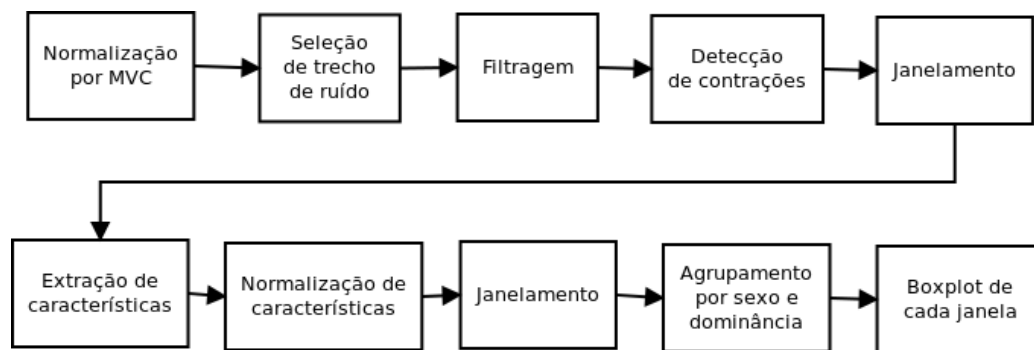 Normalização
por MVC
Seleção
de trecho
de ruído
Filtragem
Detecção
de contrações
Janelamento
Extração de
características
Normalização de
características
Janelamento
Agrupamento
por sexo e
dominância
Boxplot de
cada janela